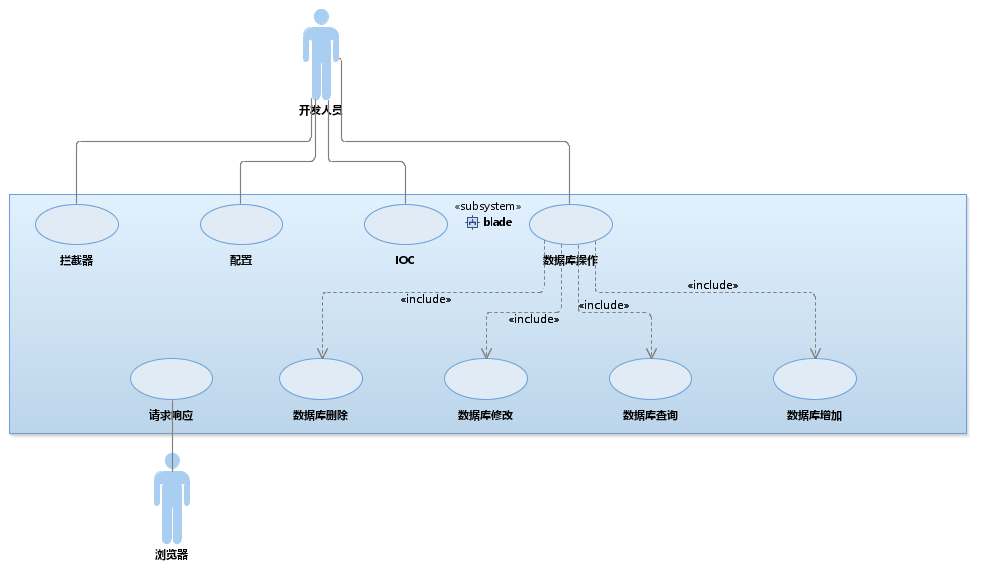 开发人员
«subsystem»
blade
拦截器
配置
IOC
数据库操作
«include»
«include»
«include»
«include»
请求响应
数据库删除
数据库修改
数据库查询
数据库增加
浏览器